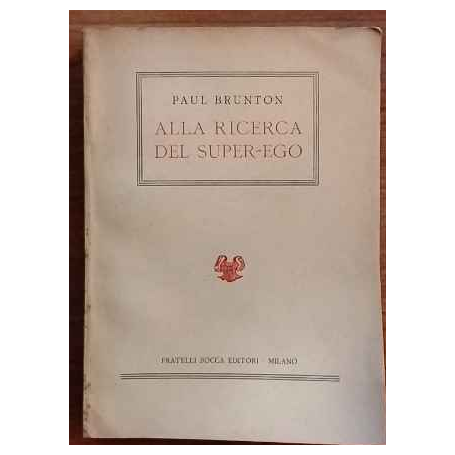 PAUL BRUNTON
ALLA RICERCA
DEL SUPER-EGO
FRATELLI BOCCA EDITORI - MILANO